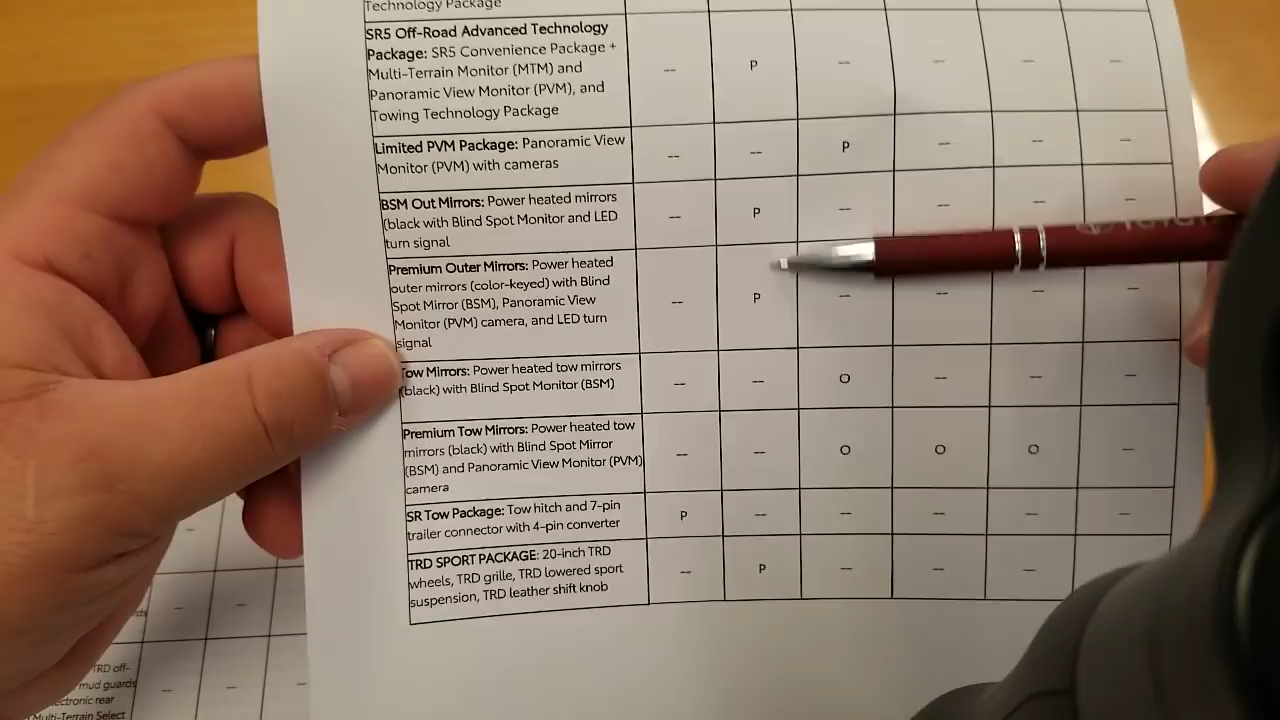 Technology Package
SR5 Off-Road Advanced Technology
Package: SR5 Convenience Package +
Multi-Terrain Monitor (MTM) and
Panoramic View Monitor (PVM), and
Towing Technology Package
-- P -- -- -- --
Limited PVM Package: Panoramic View
Monitor (PVM) with cameras
-- -- P -- -- --
BSM Out Mirrors: Power heated mirrors
(black with Blind Spot Monitor and LED
turn signal
-- P -- -- -- --
Premium Outer Mirrors: Power heated
outer mirrors (color-keyed) with Blind
Spot Mirror (BSM), Panoramic View
Monitor (PVM) camera, and LED turn
signal
-- P -- -- -- --
Tow Mirrors: Power heated tow mirrors
(black) with Blind Spot Monitor (BSM)
-- -- O -- -- --
Premium Tow Mirrors: Power heated tow
mirrors (black) with Blind Spot Mirror
(BSM) and Panoramic View Monitor (PVM)
camera
-- -- O O O --
SR Tow Package: Tow hitch and 7-pin
trailer connector with 4-pin converter
P -- -- -- -- --
TRD SPORT PACKAGE: 20-inch TRD
wheels, TRD grille, TRD lowered sport
suspension, TRD leather shift knob
-- P -- -- --
-- --
TRD off-
mud guards
-- -- --
rear
Multi-Terrain Select